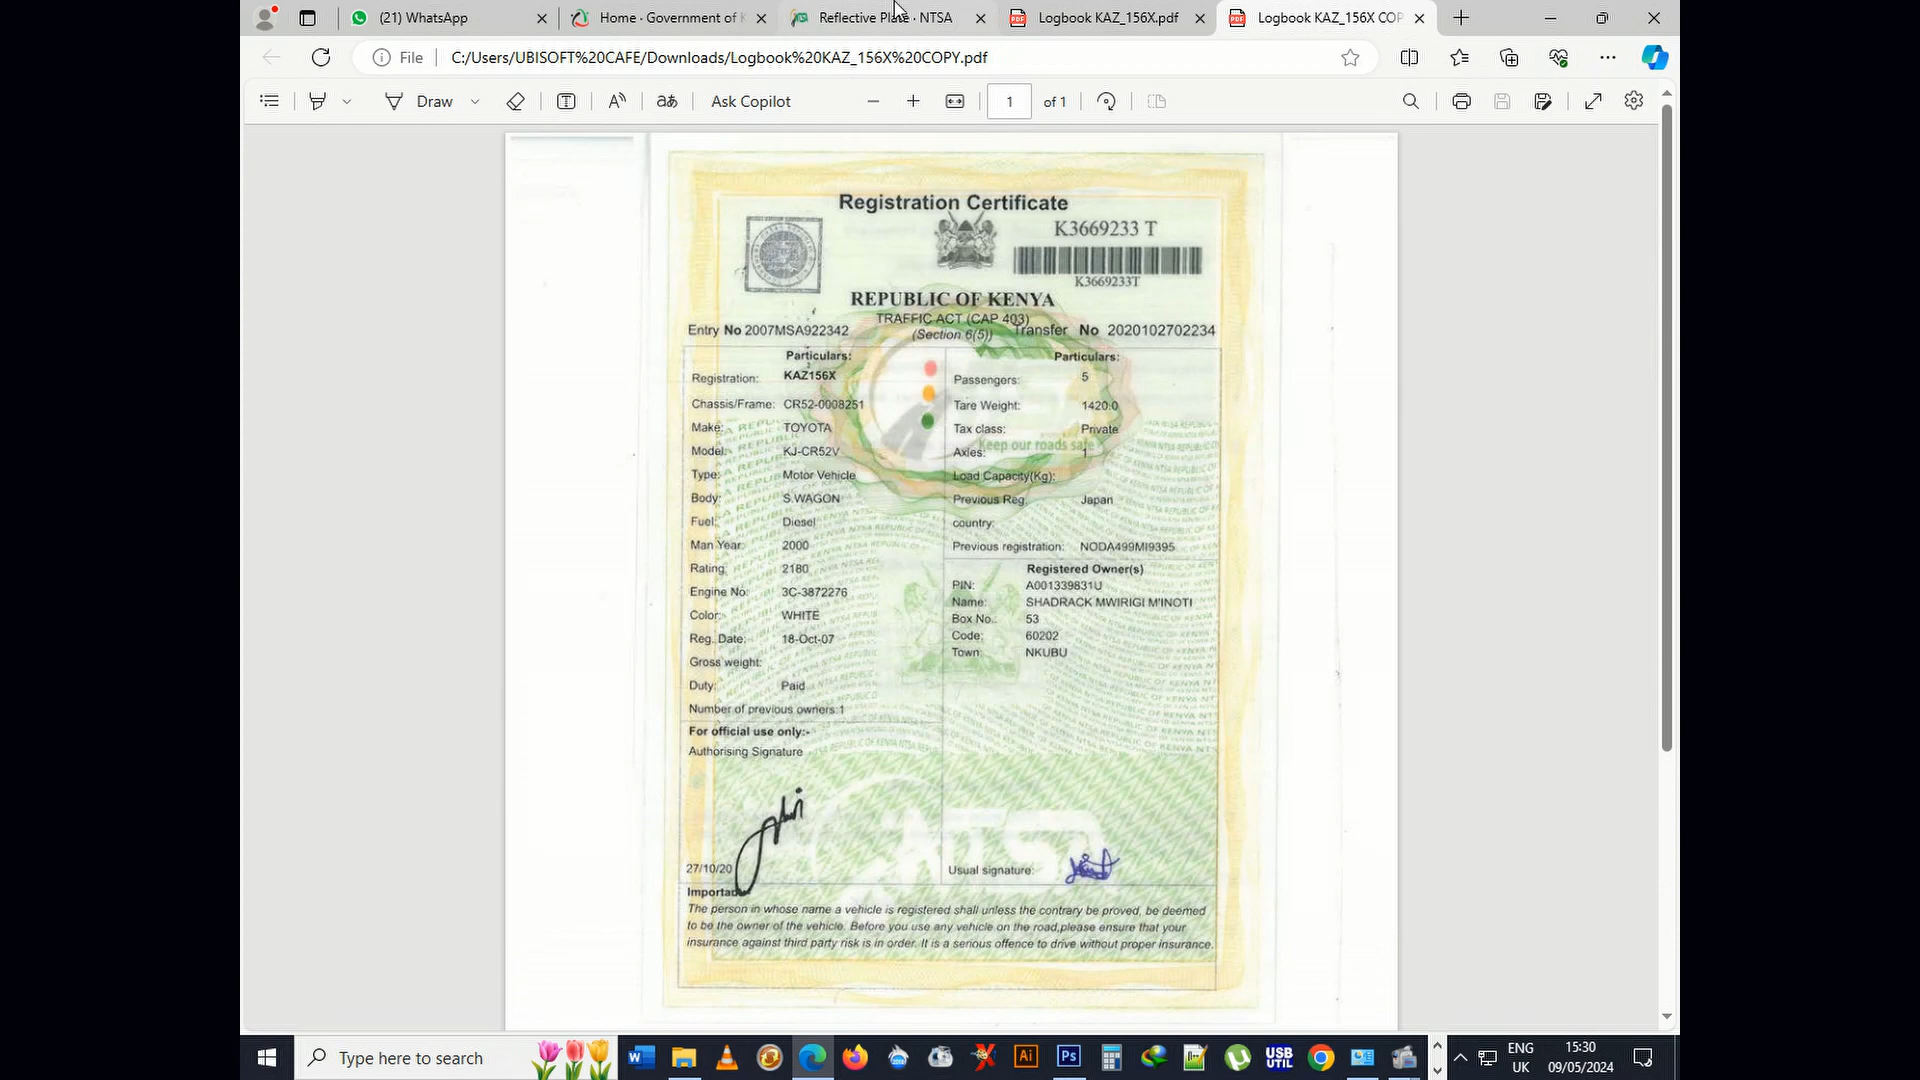 (21) WhatsApp
Home - Government of K
Reflective Plate - NTSA
Logbook KAZ_156X.pdf
Logbook KAZ_156X COP
File
C:/Users/UBISOFT%20CAFE/Downloads/Logbook%20KAZ_156X%20COPY.pdf
Draw
Ask Copilot
1
of 1
Registration Certificate
K3669233 T
K3669233T
REPUBLIC OF KENYA
TRAFFIC ACT (CAP 403)
(Section 6(5))
Entry No 2007MSA922342
Transfer No 2020102702234
Particulars:
Registration: KAZ156X
Chassis/Frame: CR52-0008251
Make: TOYOTA
Model: KJ-CR52V
Type: Motor Vehicle
Body: S.WAGON
Fuel: Diesel
Man Year: 2000
Rating: 2180
Engine No: 3C-3872276
Color: WHITE
Reg. Date: 18-Oct-07
Gross weight:
Duty: Paid
Number of previous owners:1
For official use only:-
Authorising Signature
27/10/20
Particulars:
Passengers: 5
Tare Weight: 1420.0
Tax class: Private
Keep our roads safe
Axles: 1
Load Capacity(Kg):
Previous Reg. Japan
country:
Previous registration: NODA499MI9395
Registered Owner(s)
PIN: A001339831U
Name: SHADRACK MWIRIGI M'INOTI
Box No.: 53
Code: 60202
Town: NKUBU
Usual signature:
NTSA
The person in whose name a vehicle is registered shall unless the contrary be proved, be deemed
to be the owner of the vehicle. Before you use any vehicle on the road,please ensure that your
insurance against third party risk is in order. It is a serious offence to drive without proper insurance.
Type here to search
Ai
Ps
USB
UTIL
ENG
UK
15:30
09/05/2024